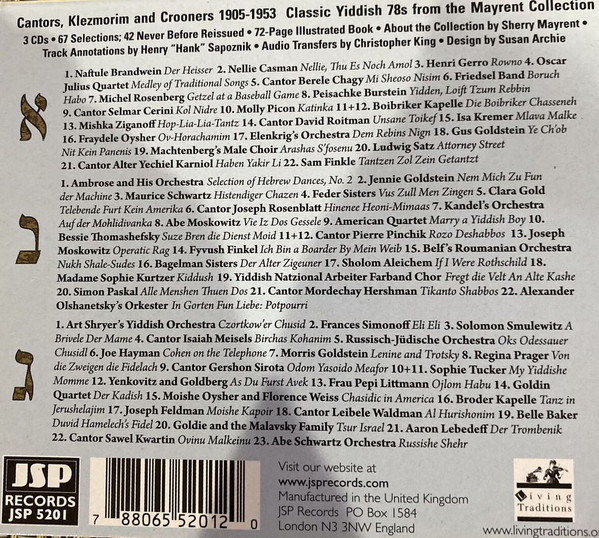 Cantors, Klezmorim and Crooners 1905-1953 Classic Yiddish 78s from the Mayrent Collection
3 CDs • 67 Selections; 42 Never Before Reissued • 72-Page Illustrated Book • About the Collection by Sherry Mayrent •
Track Annotations by Henry "Hank" Sapoznik • Audio Transfers by Christopher King • Design by Susan Archie
א
1. Naftule Brandwein Der Heisser 2. Nellie Casman Nellie, Thu Es Noch Amol 3. Henri Gerro Rowno 4. Oscar
Julius Quartet Medley of Traditional Songs 5. Cantor Berele Chagy Mi Sheoso Nisim 6. Friedsel Band Boruch
Habo 7. Michel Rosenberg Getzel at a Baseball Game 8. Peisachke Burstein Yidden, Loift Tzum Rebbin
9. Cantor Selmar Cerini Kol Nidre 10. Molly Picon Katinka 11+12. Boibriker Kapelle Die Boibriker Chasseneh
13. Mishka Ziganoff Hop-Lia-Lia-Tantz 14. Cantor David Roitman Unsane Toikef 15. Isa Kremer Mlava Malke
16. Fraydele Oysher Ov-Horachamim 17. Elenkrig's Orchestra Dem Rebins Nign 18. Gus Goldstein Ye Ch'ob
Nit Kein Panenis 19. Machtenberg's Male Choir Arashas S'fosenu 20. Ludwig Satz Attorney Street
21. Cantor Alter Yechiel Karniol Haben Yakir Li 22. Sam Finkle Tantzen Zol Zein Getantzt
ב
1. Ambrose and His Orchestra Selection of Hebrew Dances, No. 2 2. Jennie Goldstein Nem Mich Zu Fun
der Machine 3. Maurice Schwartz Histendiger Chazen 4. Feder Sisters Vus Zull Men Zingen 5. Clara Gold
Telebende Furt Kein Amerika 6. Cantor Joseph Rosenblatt Hinenee Heoni-Mimaas 7. Kandel's Orchestra
Auf der Mohlidivanka 8. Abe Moskowitz Vie Iz Dos Gessele 9. American Quartet Marry a Yiddish Boy 10.
Bessie Thomashefsky Suze Bren die Dienst Moid 11+12. Cantor Pierre Pinchik Rozo Deshabbos 13. Joseph
Moskowitz Operatic Rag 14. Fyvush Finkel Ich Bin a Boarder By Mein Weib 15. Belf's Roumanian Orchestra
Nukh Shale-Sudes 16. Bagelman Sisters Der Alter Zigeuner 17. Sholom Aleichem If I Were Rothschild 18.
Madame Sophie Kurtzer Kiddush 19. Yiddish Natzional Arbeiter Farband Chor Fregt die Velt An Alte Kashe
20. Simon Paskal Alle Menshen Thuen Dos 21. Cantor Mordechay Hershman Tikanto Shabbos 22. Alexander
Olshanetsky's Orkester In Gorten Fun Liebe: Potpourri
ג
1. Art Shryer's Yiddish Orchestra Czortkow'er Chusid 2. Frances Simonoff Eli Eli 3. Solomon Smulewitz A
Brivele Der Mame 4. Cantor Isaiah Meisels Birchas Kohanim 5. Russisch-Jüdische Orchestra Oks Odessauer
Chusidl 6. Joe Hayman Cohen on the Telephone 7. Morris Goldstein Lenine and Trotsky 8. Regina Prager Von
die Zweigen die Fidelach 9. Cantor Gershon Sirota Odom Yasoido Meafor 10+11. Sophie Tucker My Yiddishe
Momme 12. Yenkovitz and Goldberg As Du Furst Avek 13. Frau Pepi Littmann Ojlom Habu 14. Goldin
Quartet Der Kadish 15. Moishe Oysher and Florence Weiss Chasidic in America 16. Broder Kapelle Tanz in
Jerushelajim 17. Joseph Feldman Moishe Kapoir 18. Cantor Leibele Waldman Al Hurishonim 19. Belle Baker
Duvid Hamelech's Fidel 20. Goldie and the Malavsky Family Tsur Israel 21. Aaron Lebedeff Der Trombenik
22. Cantor Sawel Kwartin Ovinu Malkeinu 23. Abe Schwartz Orchestra Russishe Shehr
JSP
RECORDS
JSP 5201
7 88065 52012 0
Visit our website at
www.jsprecords.com
Manufactured in the United Kingdom
JSP Records PO Box 1584
London N3 3NW England
Living
Traditions
www.livingtraditions.o